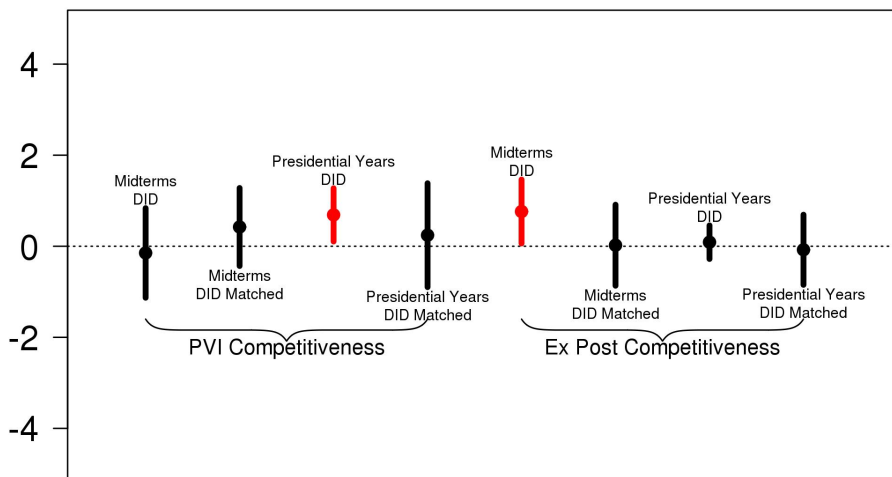 4
2
0
-2
-4
Midterms
DID
Midterms
DID Matched
Presidential Years
DID
Presidential Years
DID Matched
Midterms
DID
Midterms
DID Matched
Presidential Years
DID
Presidential Years
DID Matched
PVI Competitiveness
Ex Post Competitiveness